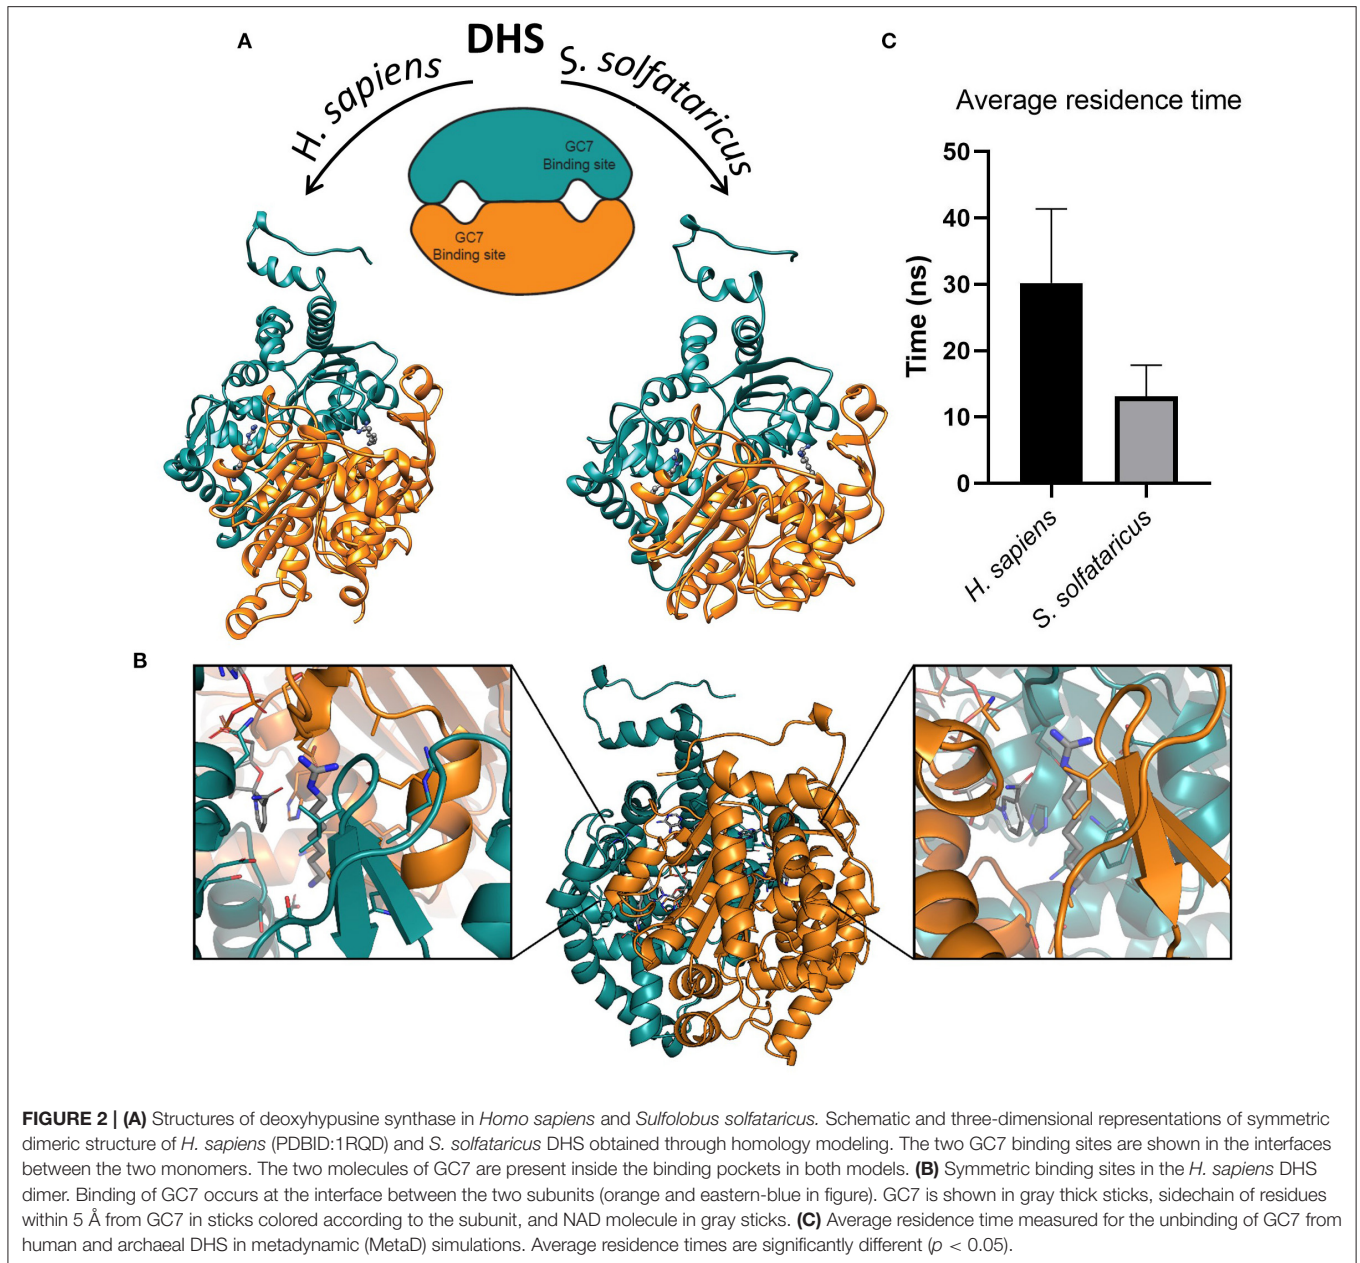 A
DHS
H. sapiens
S. solfataricus
GC7
Binding site
GC7
Binding site
C
Average residence time
50
40
30
20
10
0
Time (ns)
H. sapiens
S. solfataricus
B
FIGURE 2 | (A) Structures of deoxyhypusine synthase in Homo sapiens and Sulfolobus solfataricus. Schematic and three-dimensional representations of symmetric
dimeric structure of H. sapiens (PDBID:1RQD) and S. solfataricus DHS obtained through homology modeling. The two GC7 binding sites are shown in the interfaces
between the two monomers. The two molecules of GC7 are present inside the binding pockets in both models. (B) Symmetric binding sites in the H. sapiens DHS
dimer. Binding of GC7 occurs at the interface between the two subunits (orange and eastern-blue in figure). GC7 is shown in gray thick sticks, sidechain of residues
within 5 Å from GC7 in sticks colored according to the subunit, and NAD molecule in gray sticks. (C) Average residence time measured for the unbinding of GC7 from
human and archaeal DHS in metadynamic (MetaD) simulations. Average residence times are significantly different (p < 0.05).